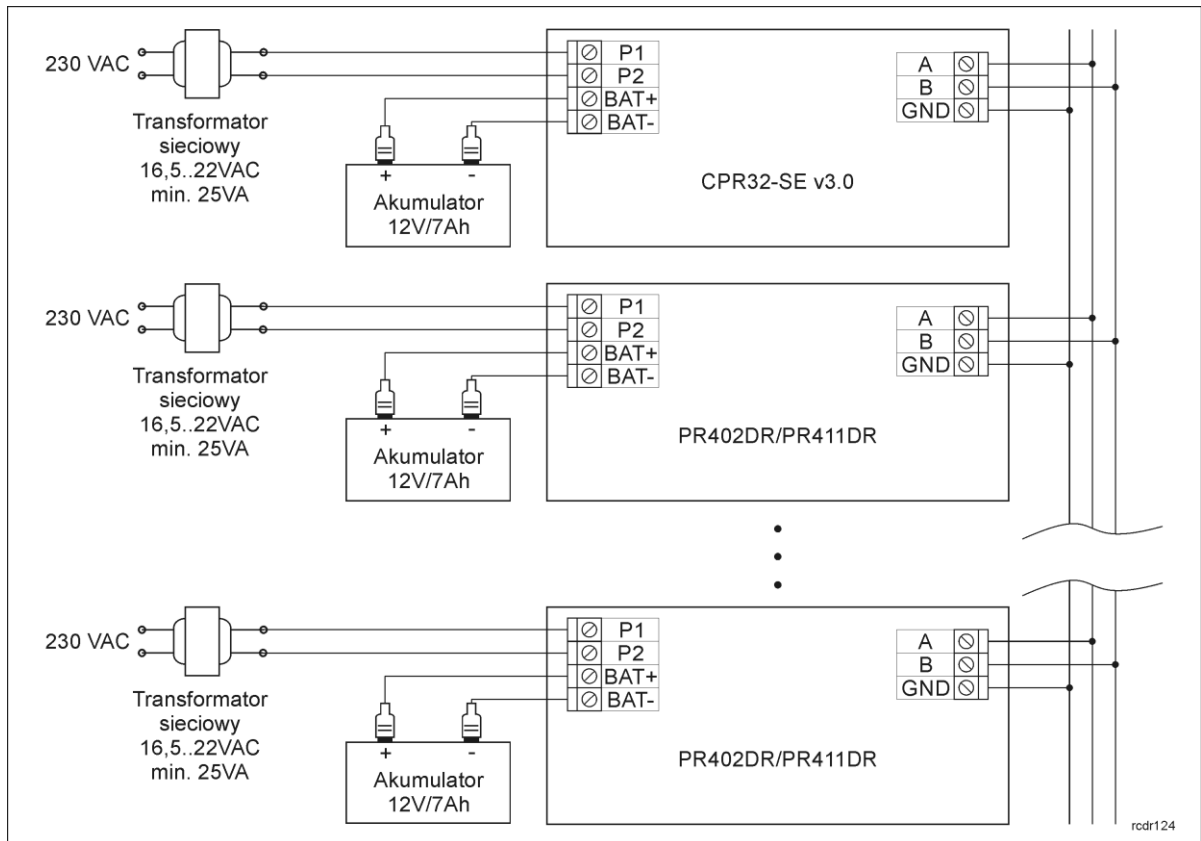 230 VAC
Transformator
sieciowy
16,5..22VAC
min. 25VA
+ -
Akumulator
12V/7Ah
P1
P2
BAT+
BAT-
CPR32-SE v3.0
A
B
GND
230 VAC
Transformator
sieciowy
16,5..22VAC
min. 25VA
+ -
Akumulator
12V/7Ah
P1
P2
BAT+
BAT-
PR402DR/PR411DR
A
B
GND
230 VAC
Transformator
sieciowy
16,5..22VAC
min. 25VA
+ -
Akumulator
12V/7Ah
P1
P2
BAT+
BAT-
PR402DR/PR411DR
A
B
GND
rcdr124